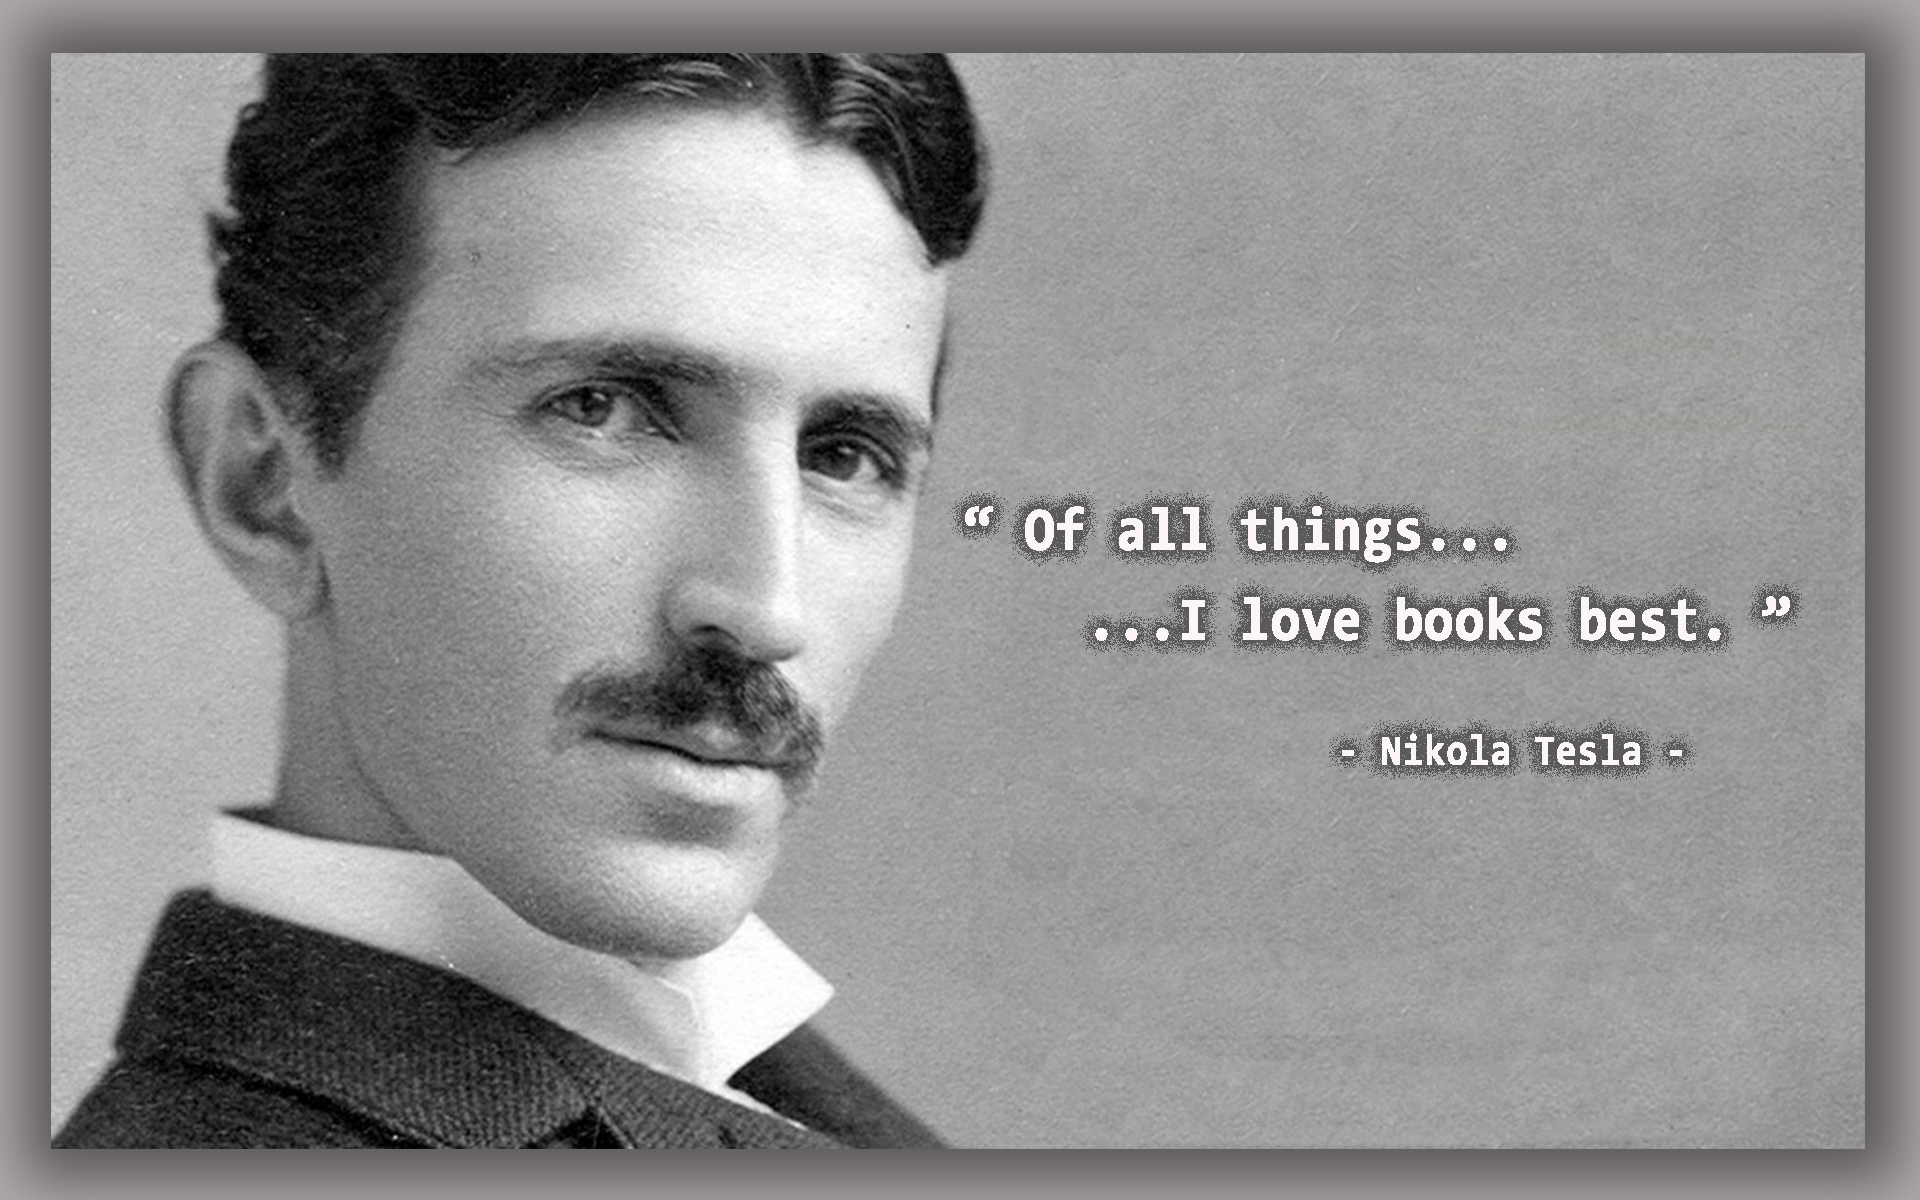 “ Of all things...
...I love books best. ”
- Nikola Tesla -